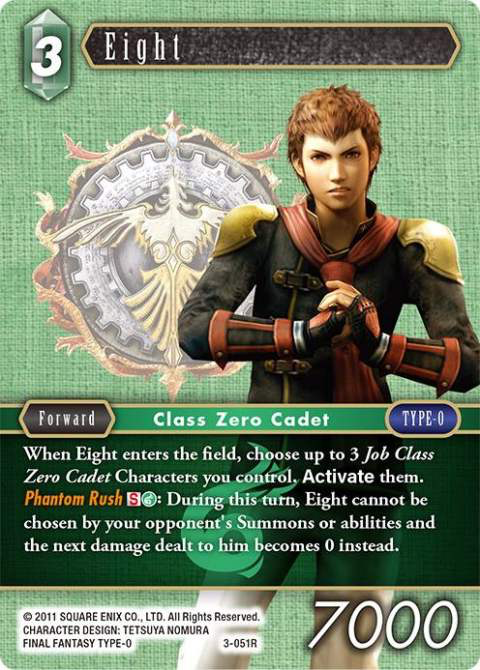 3
Eight
Forward
Class Zero Cadet
TYPE-0
When Eight enters the field, choose up to 3 Job Class
Zero Cadet Characters you control. Activate them.
Phantom Rush S: During this turn, Eight cannot be
chosen by your opponent's Summons or abilities and
the next damage dealt to him becomes 0 instead.
© 2011 SQUARE ENIX CO., LTD. All Rights Reserved.
CHARACTER DESIGN: TETSUYA NOMURA
FINAL FANTASY TYPE-0
3-051R
7000